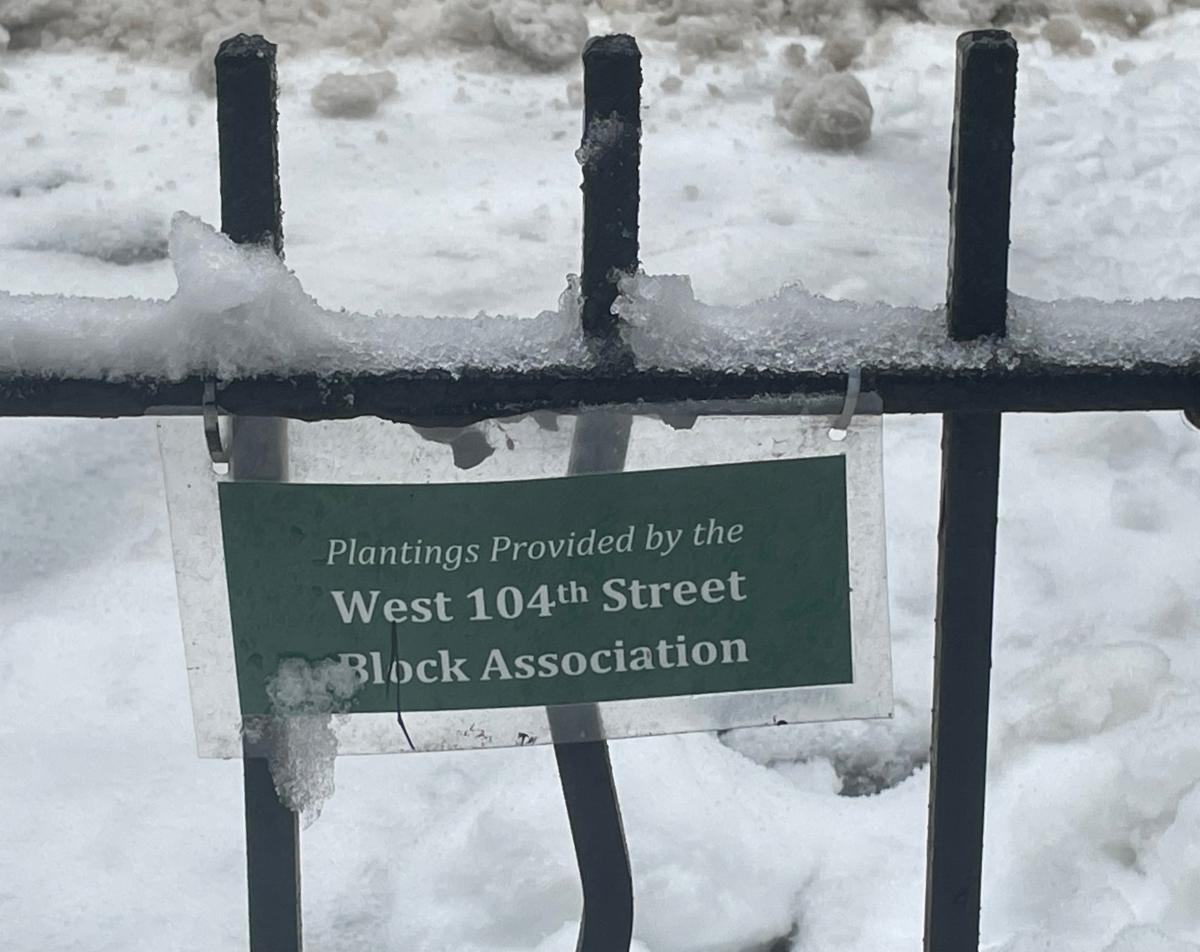 Plantings Provided by the
West 104th Street
Block Association